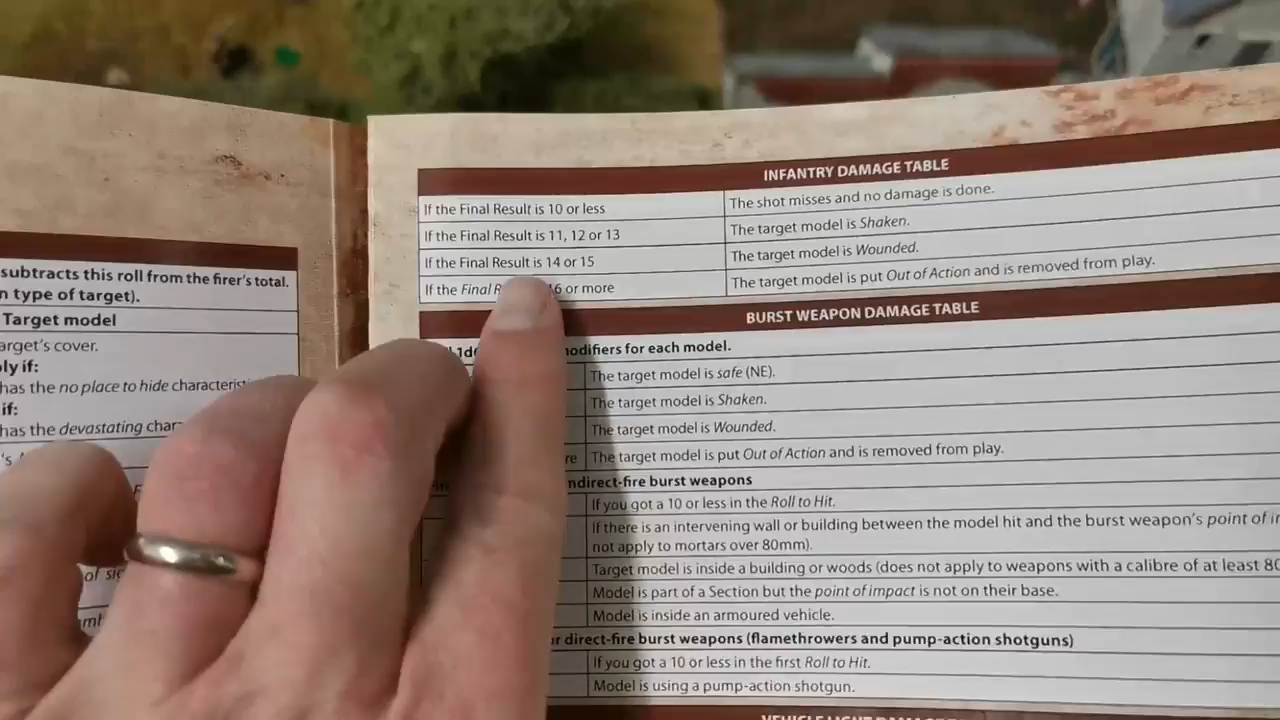 subtracts this roll from the firer's total.
n type of target).
Target model
arget's cover.
ly if:
has the no place to hide
if:
has the devastating
of
INFANTRY DAMAGE TABLE
If the Final Result is 10 or less The shot misses and no damage is done.
If the Final Result is 11, 12 or 13 The target model is Shaken.
If the Final Result is 14 or 15 The target model is Wounded.
If the Final or more The target model is put Out of Action and is removed from play.
BURST WEAPON DAMAGE TABLE
modifiers for each model.
The target model is safe (NE).
The target model is Shaken.
The target model is Wounded.
re The target model is put Out of Action and is removed from play.
ndirect-fire burst weapons
If you got a 10 or less in the Roll to Hit.
If there is an intervening wall or building between the model hit and the burst weapon's point of
not apply to mortars over 80mm).
Target model is inside a building or woods (does not apply to weapons with a calibre of at least
Model is part of a Section but the point of impact is not on their base.
Model is inside an armoured vehicle.
r direct-fire burst weapons (flamethrowers and pump-action shotguns)
If you got a 10 or less in the first Roll to Hit.
Model is using a pump-action shotgun.